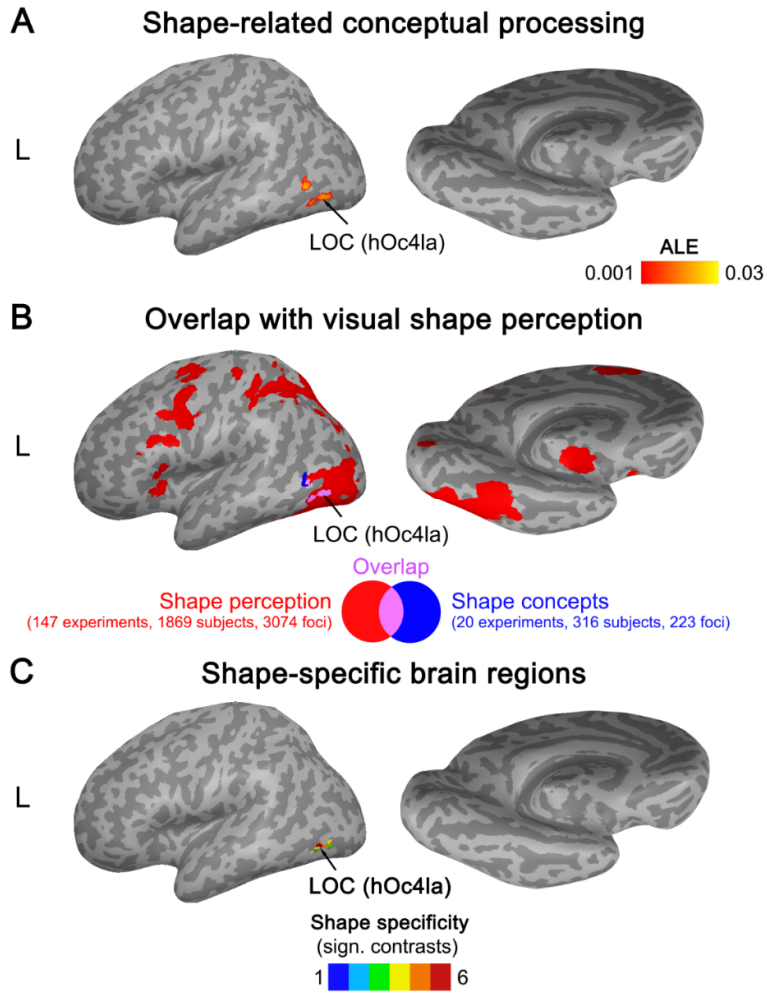 A Shape-related conceptual processing
L
LOC (hOc4la)
ALE
0.001 0.03
B Overlap with visual shape perception
L
LOC (hOc4la)
Overlap
Shape perception Shape concepts
(147 experiments, 1869 subjects, 3074 foci) (20 experiments, 316 subjects, 223 foci)
C Shape-specific brain regions
L
LOC (hOc4la)
Shape specificity
(sign. contrasts)
1 6